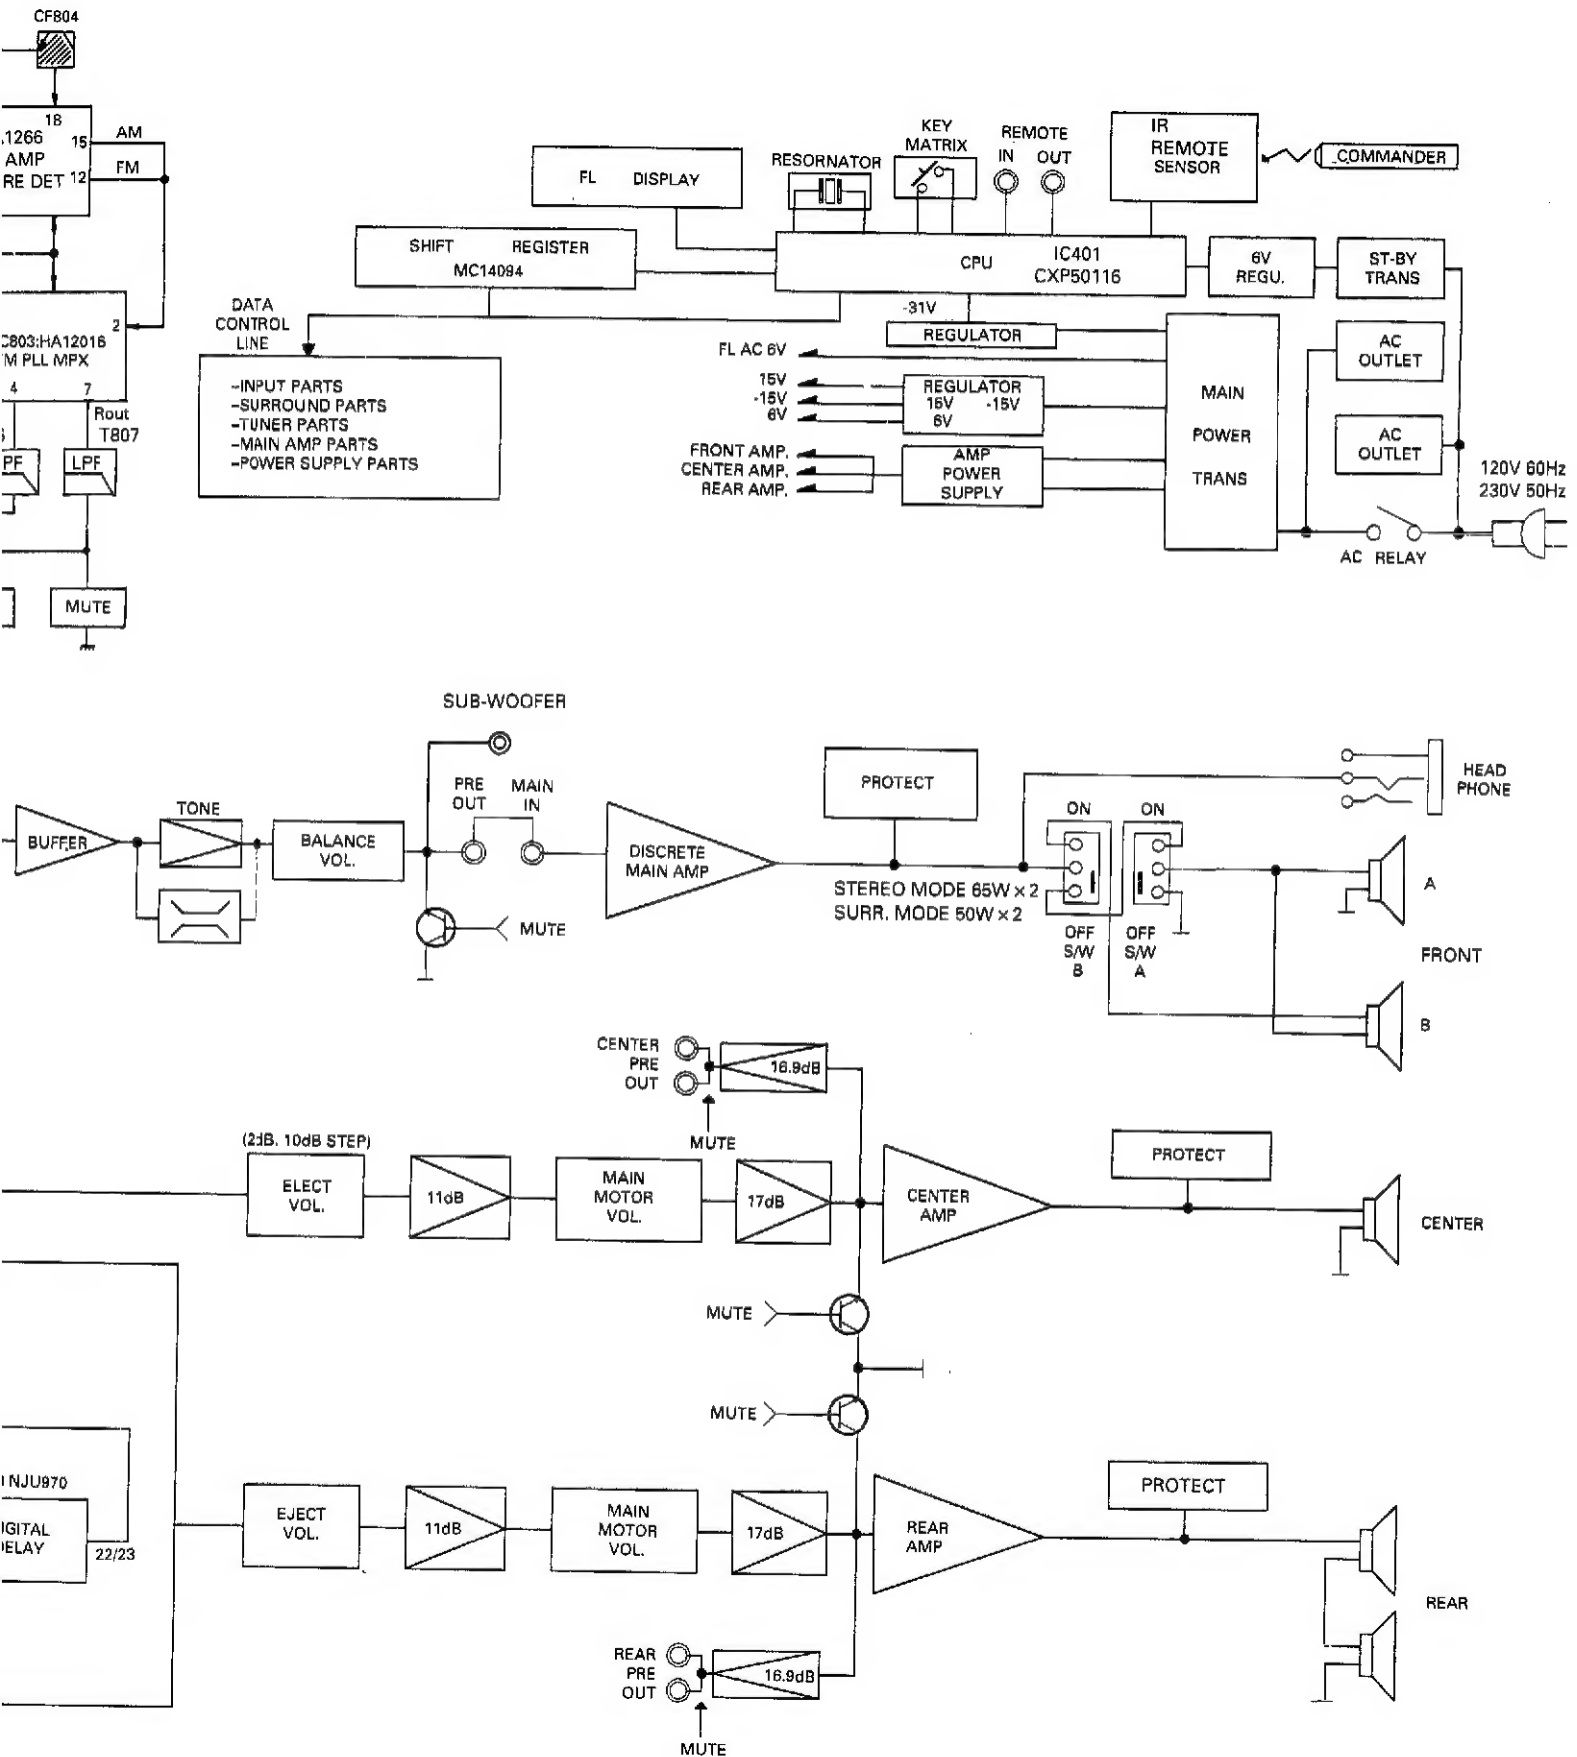 CF804
18
.1266
15
AM
AMP
FM
RE DET
12
2
C803:HA12016
M PLL MPX
4
7
Rout
T807
PF
LPF
MUTE
FL DISPLAY
RESORNATOR
KEY
MATRIX
REMOTE
IN OUT
IR
REMOTE
SENSOR
COMMANDER
SHIFT REGISTER
MC14094
CPU
IC401
CXP50116
6V
REGU.
ST-BY
TRANS
DATA
CONTROL
LINE
-INPUT PARTS
-SURROUND PARTS
-TUNER PARTS
-MAIN AMP PARTS
-POWER SUPPLY PARTS
-31V
REGULATOR
FL AC 6V
15V
-15V
6V
REGULATOR
15V -15V
6V
FRONT AMP.
CENTER AMP.
REAR AMP.
AMP
POWER
SUPPLY
MAIN
POWER
TRANS
AC
OUTLET
AC
OUTLET
120V 60Hz
230V 50Hz
AC RELAY
SUB-WOOFER
BUFFER
TONE
BALANCE
VOL.
PRE
OUT
MAIN
IN
MUTE
DISCRETE
MAIN AMP
PROTECT
STEREO MODE 65W × 2
SURR. MODE 50W × 2
ON
ON
OFF
S/W
B
OFF
S/W
A
HEAD
PHONE
A
FRONT
B
CENTER
PRE
OUT
16.9dB
MUTE
(2dB. 10dB STEP)
ELECT
VOL.
11dB
MAIN
MOTOR
VOL.
17dB
CENTER
AMP
PROTECT
CENTER
MUTE
MUTE
NJU970
IGITAL
ELAY
22/23
EJECT
VOL.
11dB
MAIN
MOTOR
VOL.
17dB
REAR
AMP
PROTECT
REAR
REAR
PRE
OUT
16.9dB
MUTE